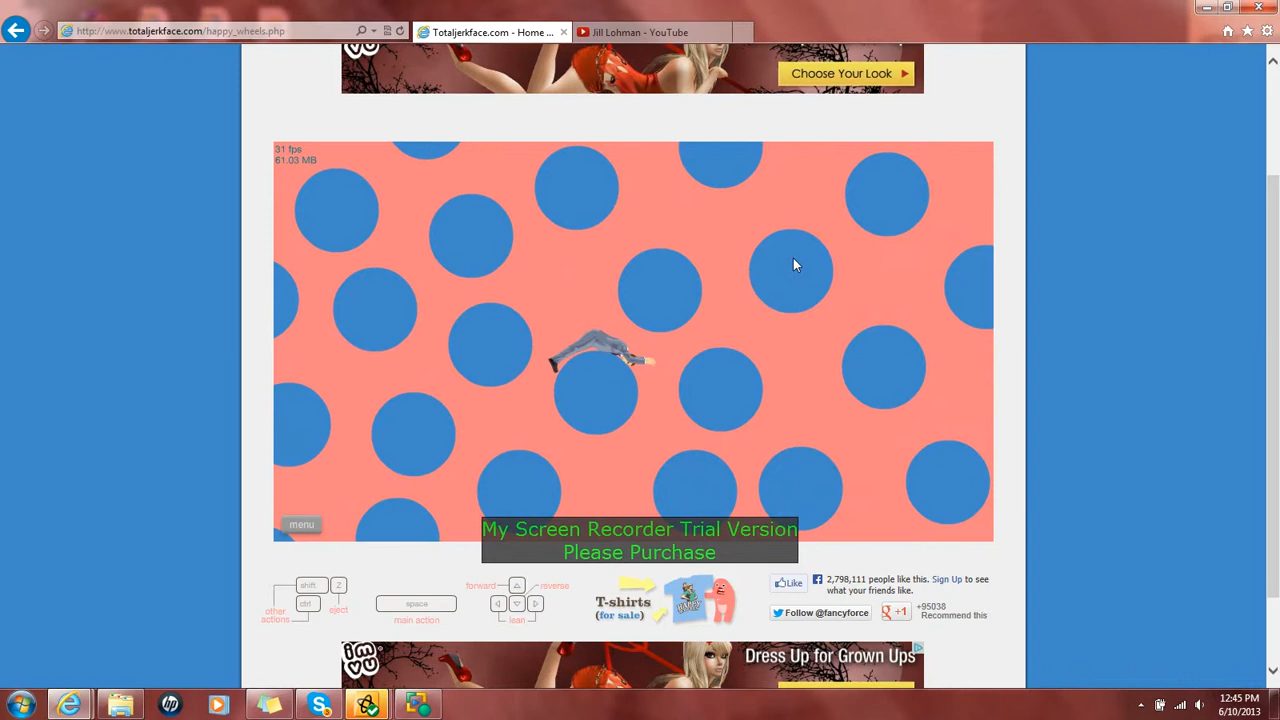 http://www.totaljerkface.com/happy_wheels.php
Totaljerkface.com - Home ...
Jill Lohman - YouTube
Choose Your Look
31 fps
61.03 MB
menu
My Screen Recorder Trial Version
Please Purchase
shift
Z
ctrl
eject
other
actions
space
main action
forward
reverse
lean
T-shirts
(for sale)
HAPPY
Like
2,798,111 people like this. Sign Up to see
what your friends like.
Follow @fancyforce
+1
+95038
Recommend this
imvu
Dress Up for Grown Ups
hp
12:45 PM
6/10/2013